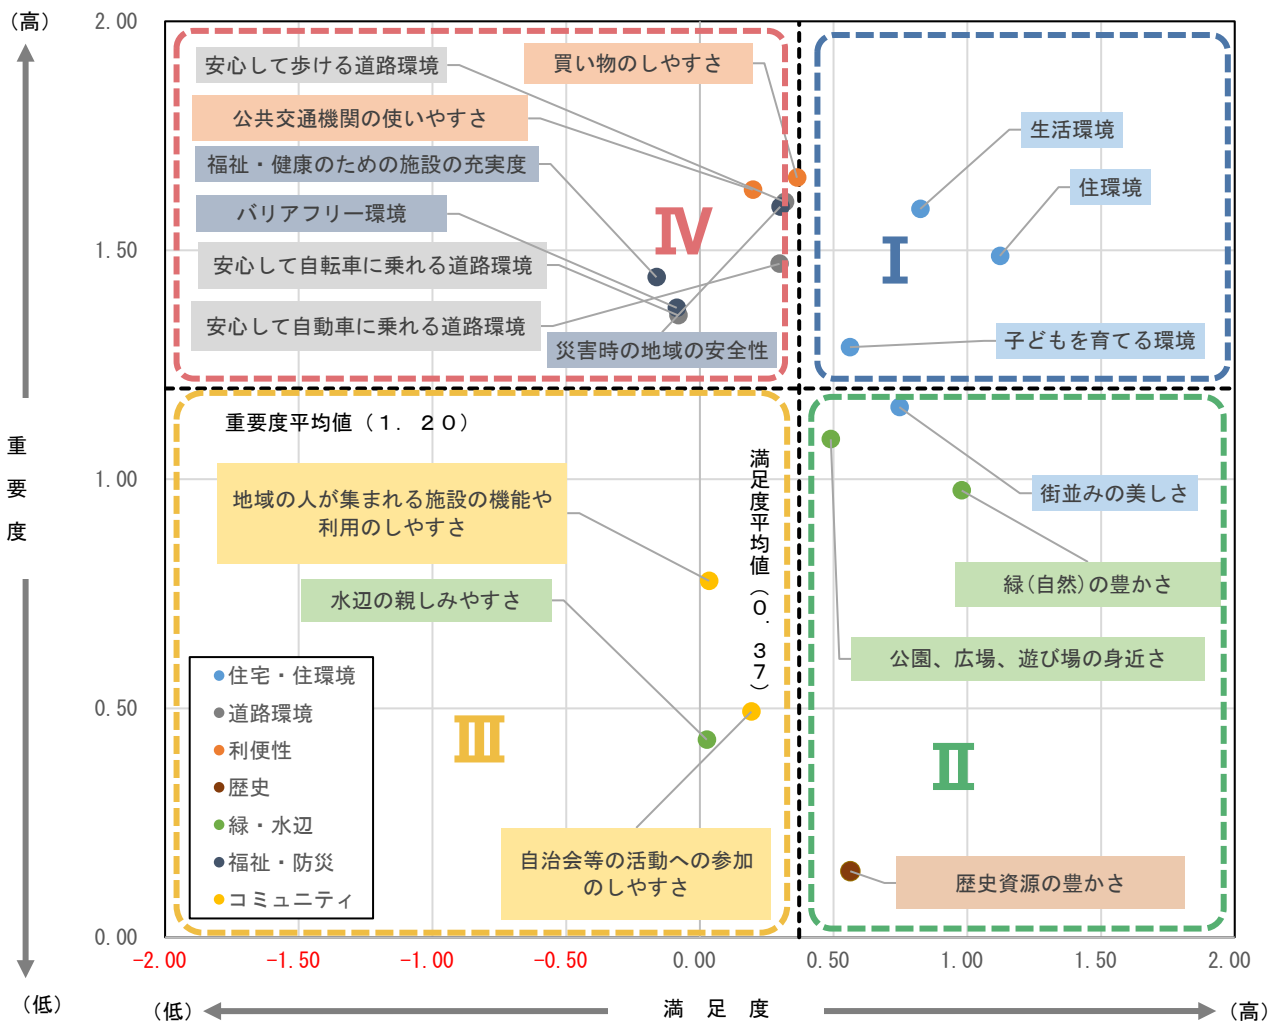 （高）
2.00
安心して歩ける道路環境
買い物のしやすさ
公共交通機関の使いやすさ
生活環境
福祉・健康のための施設の充実度
住環境
バリアフリー環境
Ⅳ
Ⅰ
1.50
安心して自転車に乗れる道路環境
安心して自動車に乗れる道路環境
災害時の地域の安全性
子どもを育てる環境
重要度平均値（1．20）
重要度
満足度平均値（0．37）
1.00
地域の人が集まれる施設の機能や
利用のしやすさ
街並みの美しさ
緑（自然）の豊かさ
水辺の親しみやすさ
公園、広場、遊び場の身近さ
住宅・住環境
道路環境
利便性
歴史
緑・水辺
福祉・防災
コミュニティ
0.50
Ⅲ
Ⅱ
自治会等の活動への参加
のしやすさ
歴史資源の豊かさ
0.00
-2.00 -1.50 -1.00 -0.50 0.00 0.50 1.00 1.50 2.00
（低）
（低） 満足度 （高）